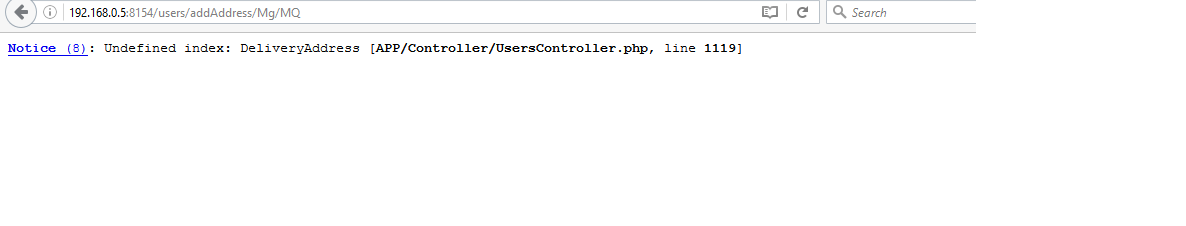 192.168.0.5:8154/users/addAddress/Mg/MQ
Search
Notice (8): Undefined index: DeliveryAddress [APP/Controller/UsersController.php, line 1119]